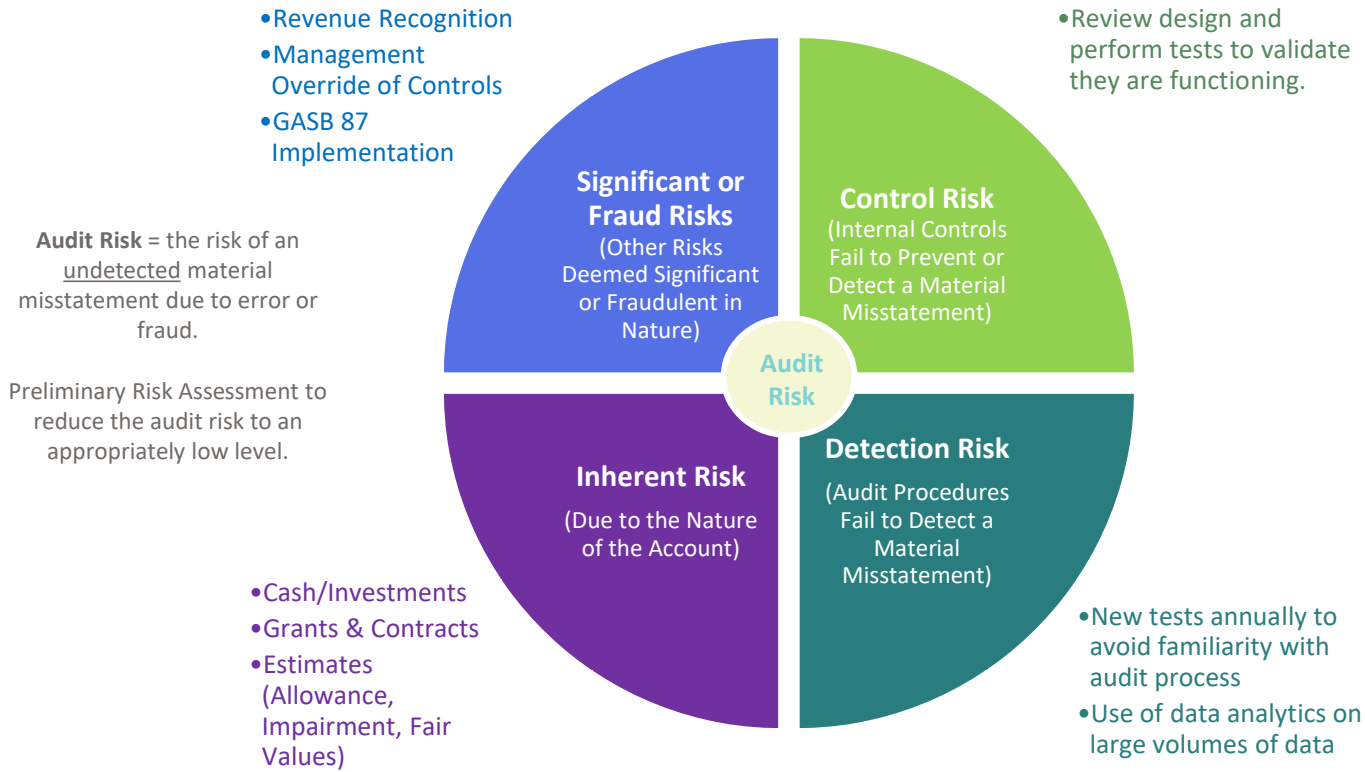 •Revenue Recognition
•Management
Override of Controls
•GASB 87
Implementation
•Review design and
perform tests to validate
they are functioning.
Significant or
Fraud Risks
(Other Risks
Deemed Significant
or Fraudulent in
Nature)
Control Risk
(Internal Controls
Fail to Prevent or
Detect a Material
Misstatement)
Audit Risk = the risk of an
undetected material
misstatement due to error or
fraud.
Preliminary Risk Assessment to
reduce the audit risk to an
appropriately low level.
Audit
Risk
Inherent Risk
(Due to the Nature
of the Account)
Detection Risk
(Audit Procedures
Fail to Detect a
Material
Misstatement)
•Cash/Investments
•Grants & Contracts
•Estimates
(Allowance,
Impairment, Fair
Values)
•New tests annually to
avoid familiarity with
audit process
•Use of data analytics on
large volumes of data